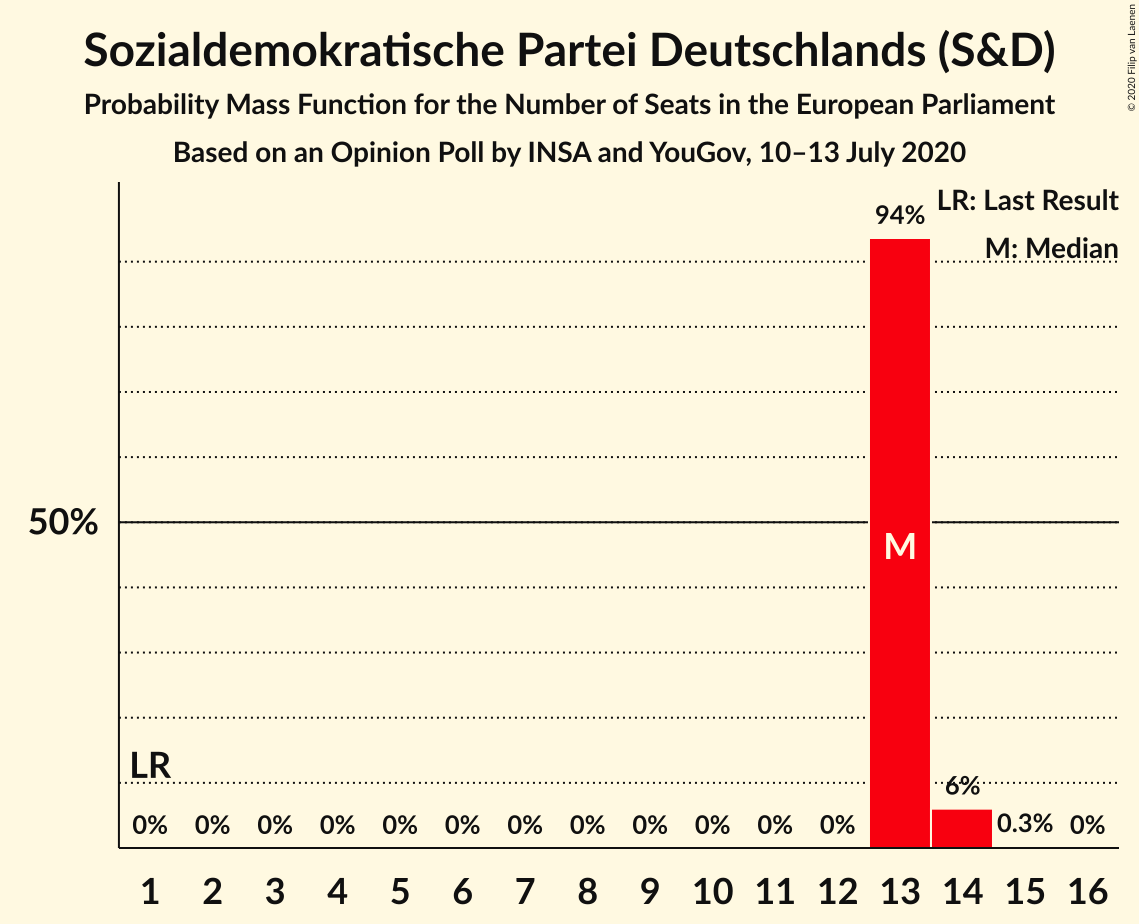 Sozialdemokratische Partei Deutschlands (S&D)
Probability Mass Function for the Number of Seats in the European Parliament
Based on an Opinion Poll by INSA and YouGov, 10–13 July 2020
© 2020 Filip van Laenen
LR: Last Result
M: Median
94%
50%
M
LR
6%
0% 0% 0% 0% 0% 0% 0% 0% 0% 0% 0% 0% 0.3% 0%
1 2 3 4 5 6 7 8 9 10 11 12 13 14 15 16